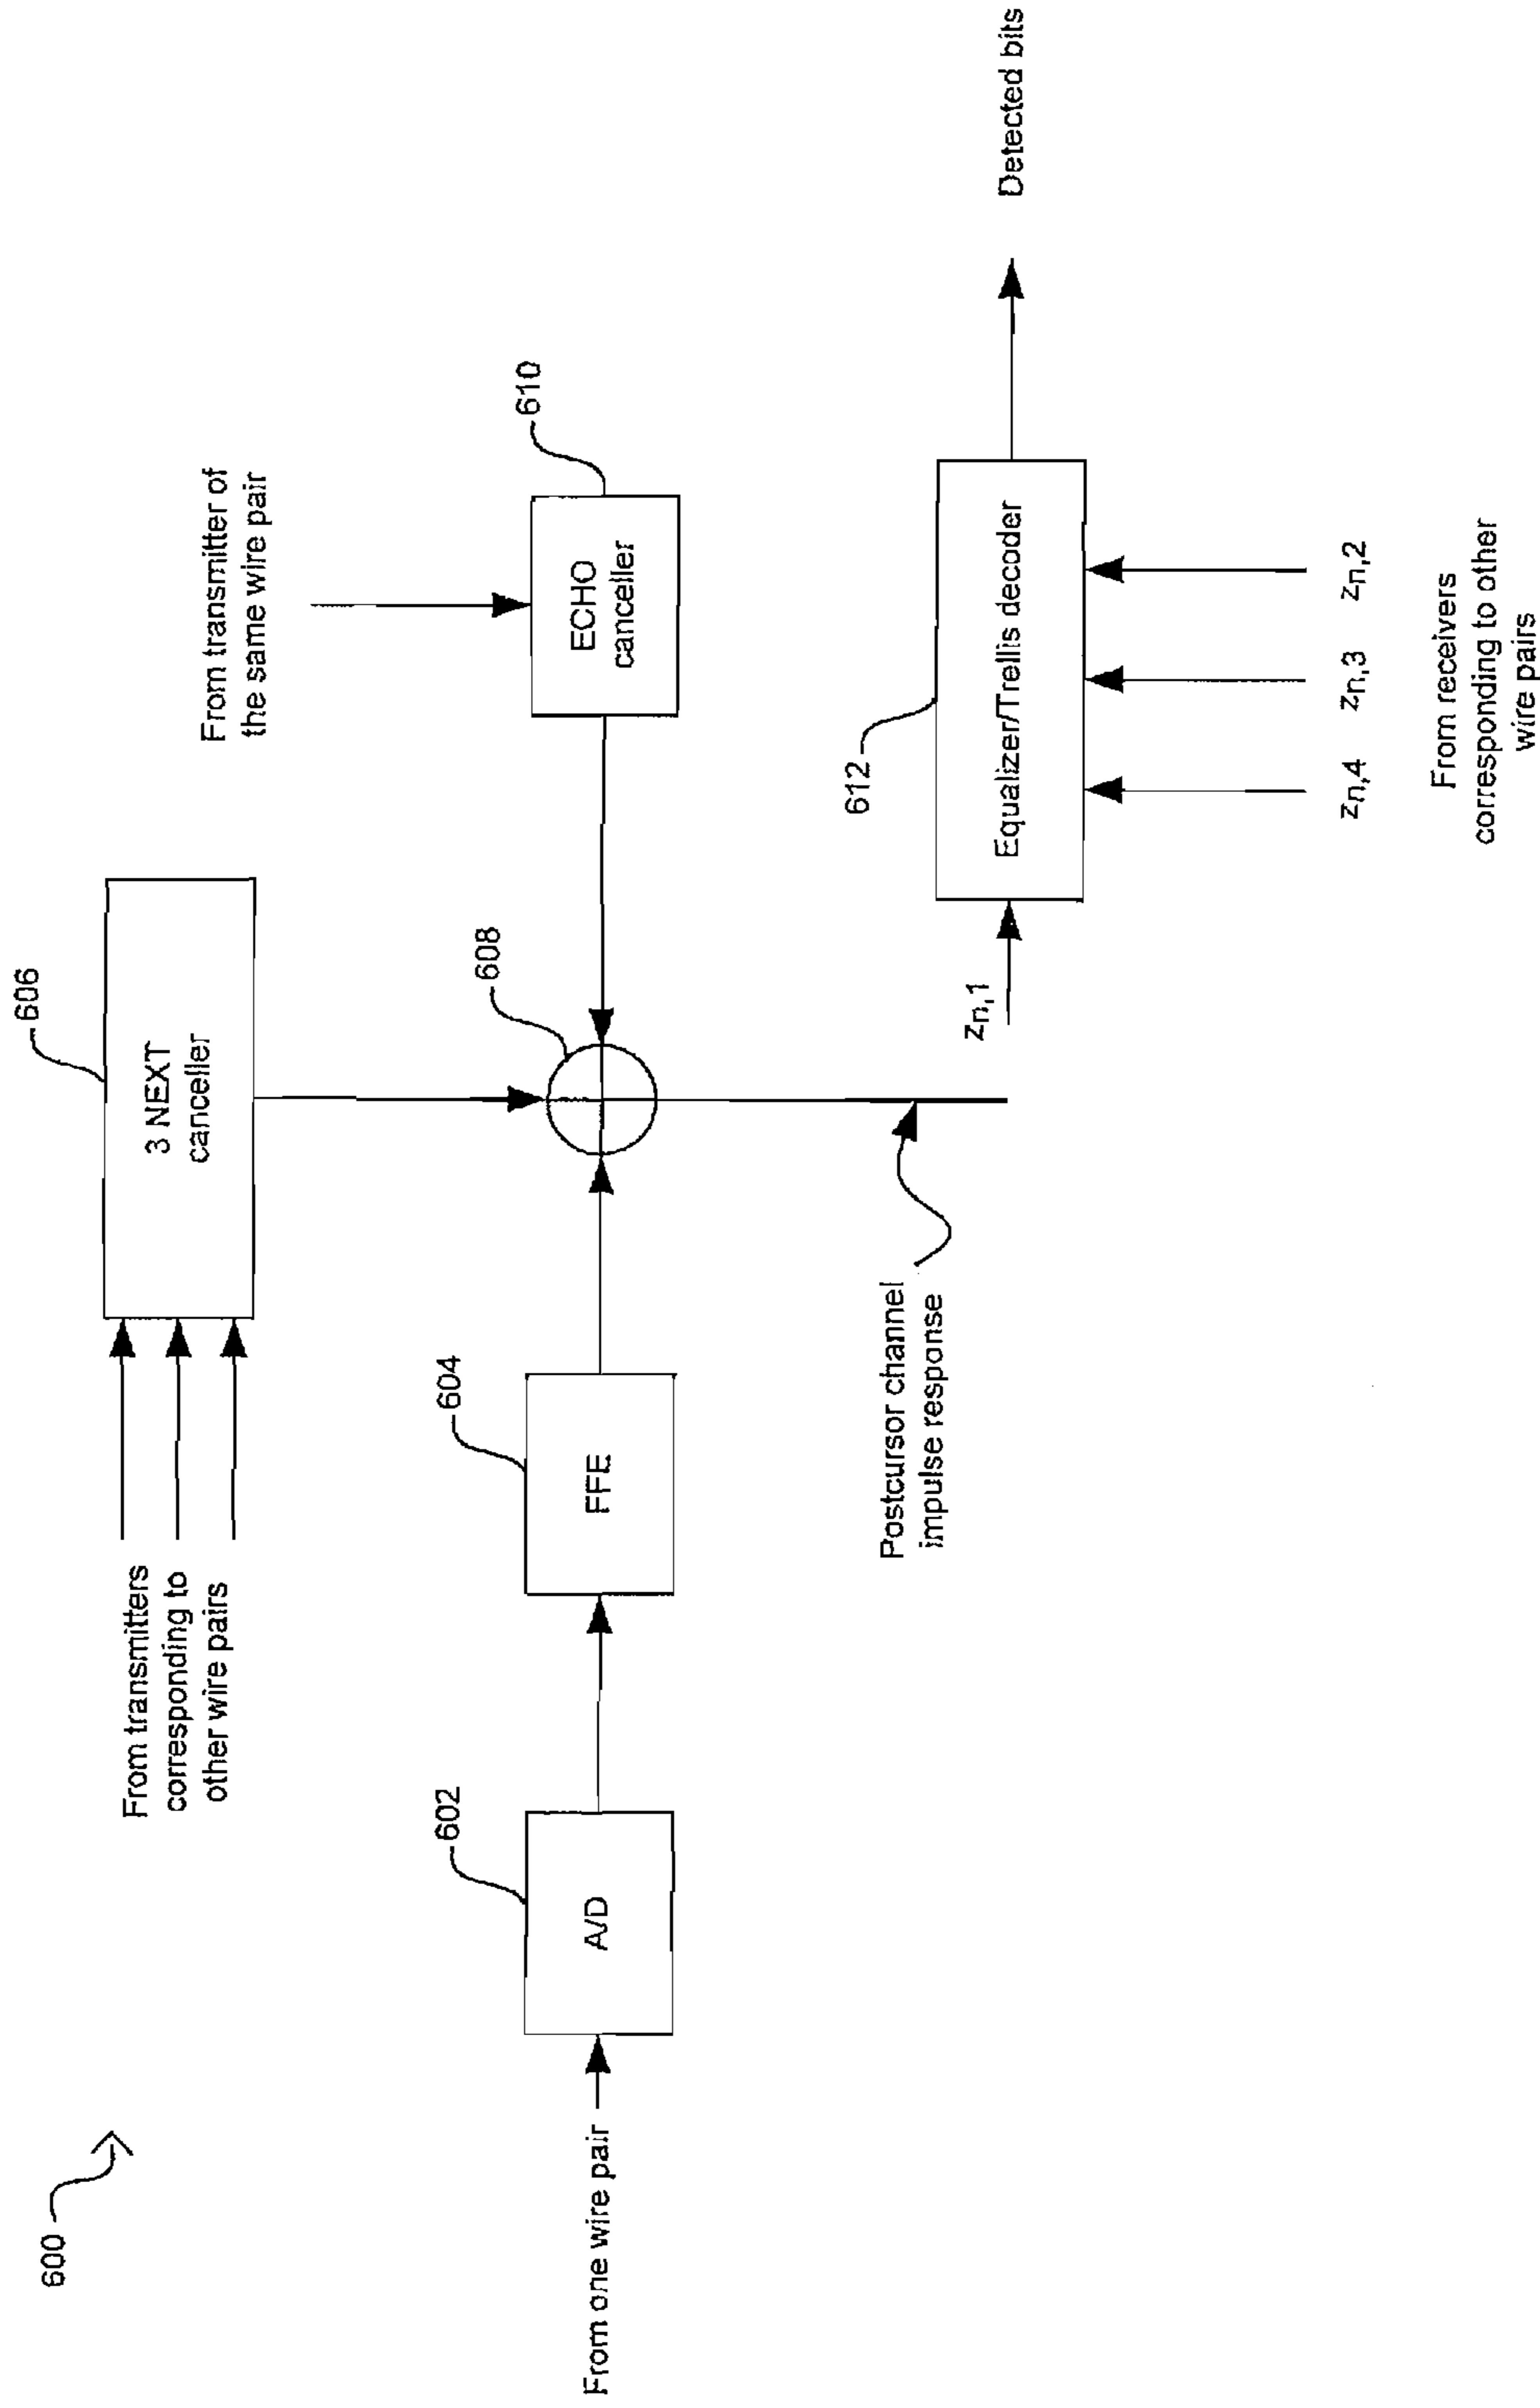 600
606
3 NEXT
canceller
From transmitters
corresponding to
other wire pairs
From transmitter of
the same wire pair
602
604
608
610
From one wire pair
A/D
FFE
ECHO
canceller
Postcursor channel
impulse response
612
zn,1
Equalizer/Trellis decoder
Detected bits
zn,4
zn,3
zn,2
From receivers
corresponding to other
wire pairs